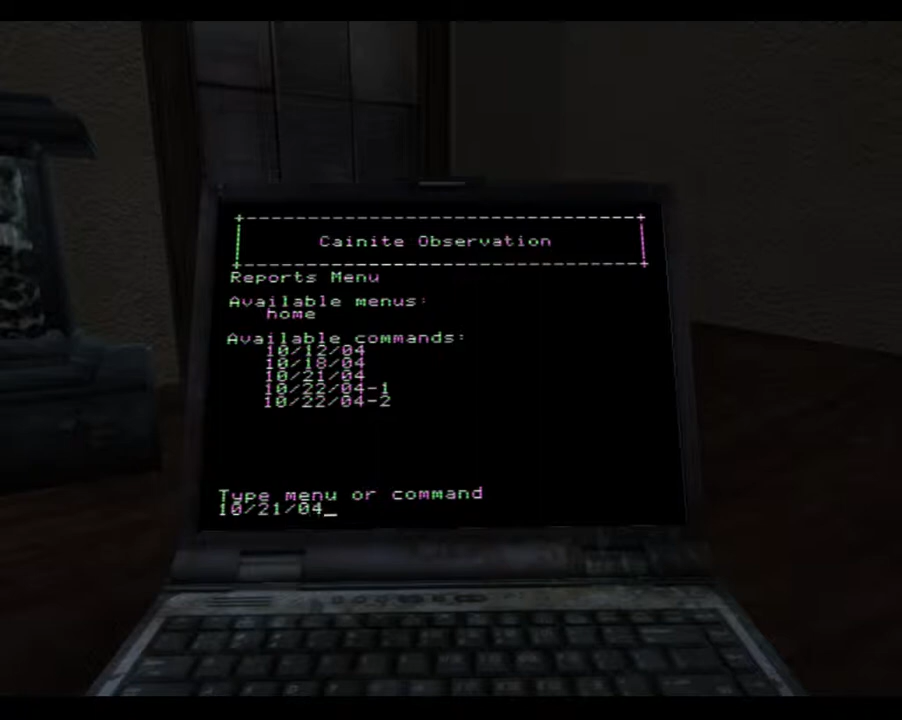 Cainite Observation
Reports Menu
Available menus:
home
Available commands:
10/12/04
10/18/04
10/21/04
10/22/04-1
10/22/04-2
Type menu or command
10/21/04_